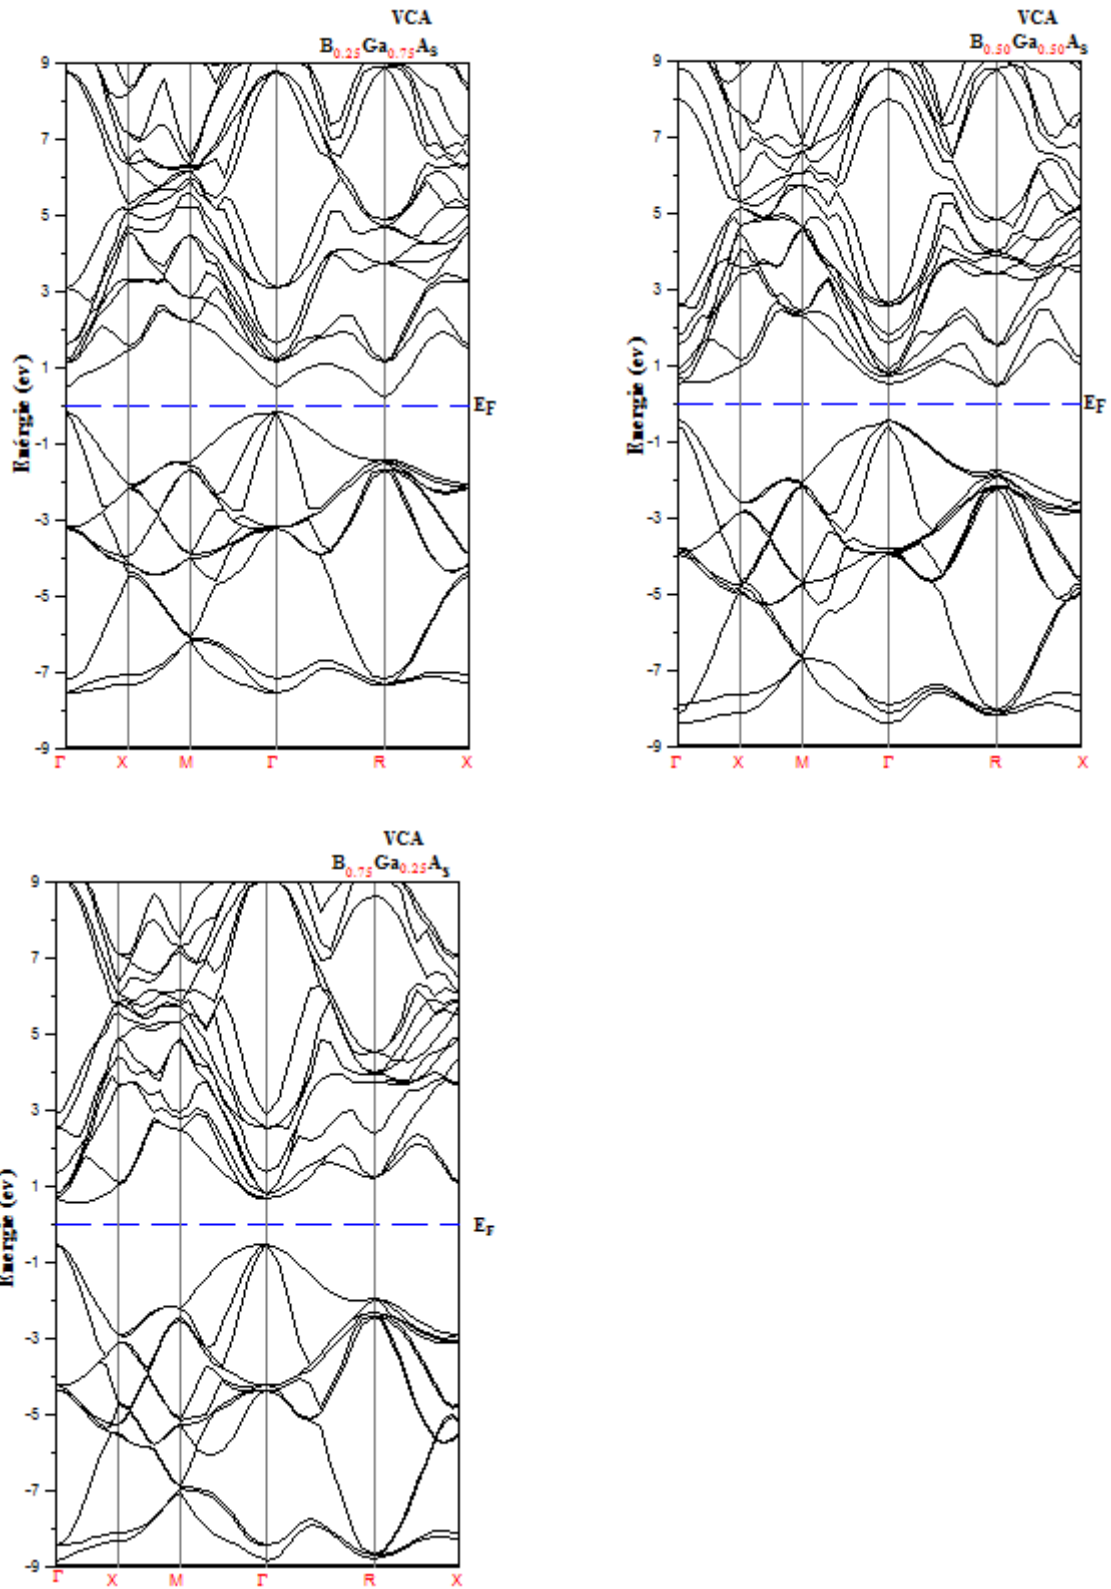 VCA
B0.25Ga0.75As
9
7
5
3
1
-1
-3
-5
-7
-9
Enérgie (ev)
EF
Γ X M Γ R X
VCA
B0.50Ga0.50As
9
7
5
3
1
-1
-3
-5
-7
-9
Energie (ev)
EF
Γ X M Γ R X
VCA
B0.75Ga0.25As
9
7
5
3
1
-1
-3
-5
-7
-9
Energie (ev)
EF
Γ X M Γ R X